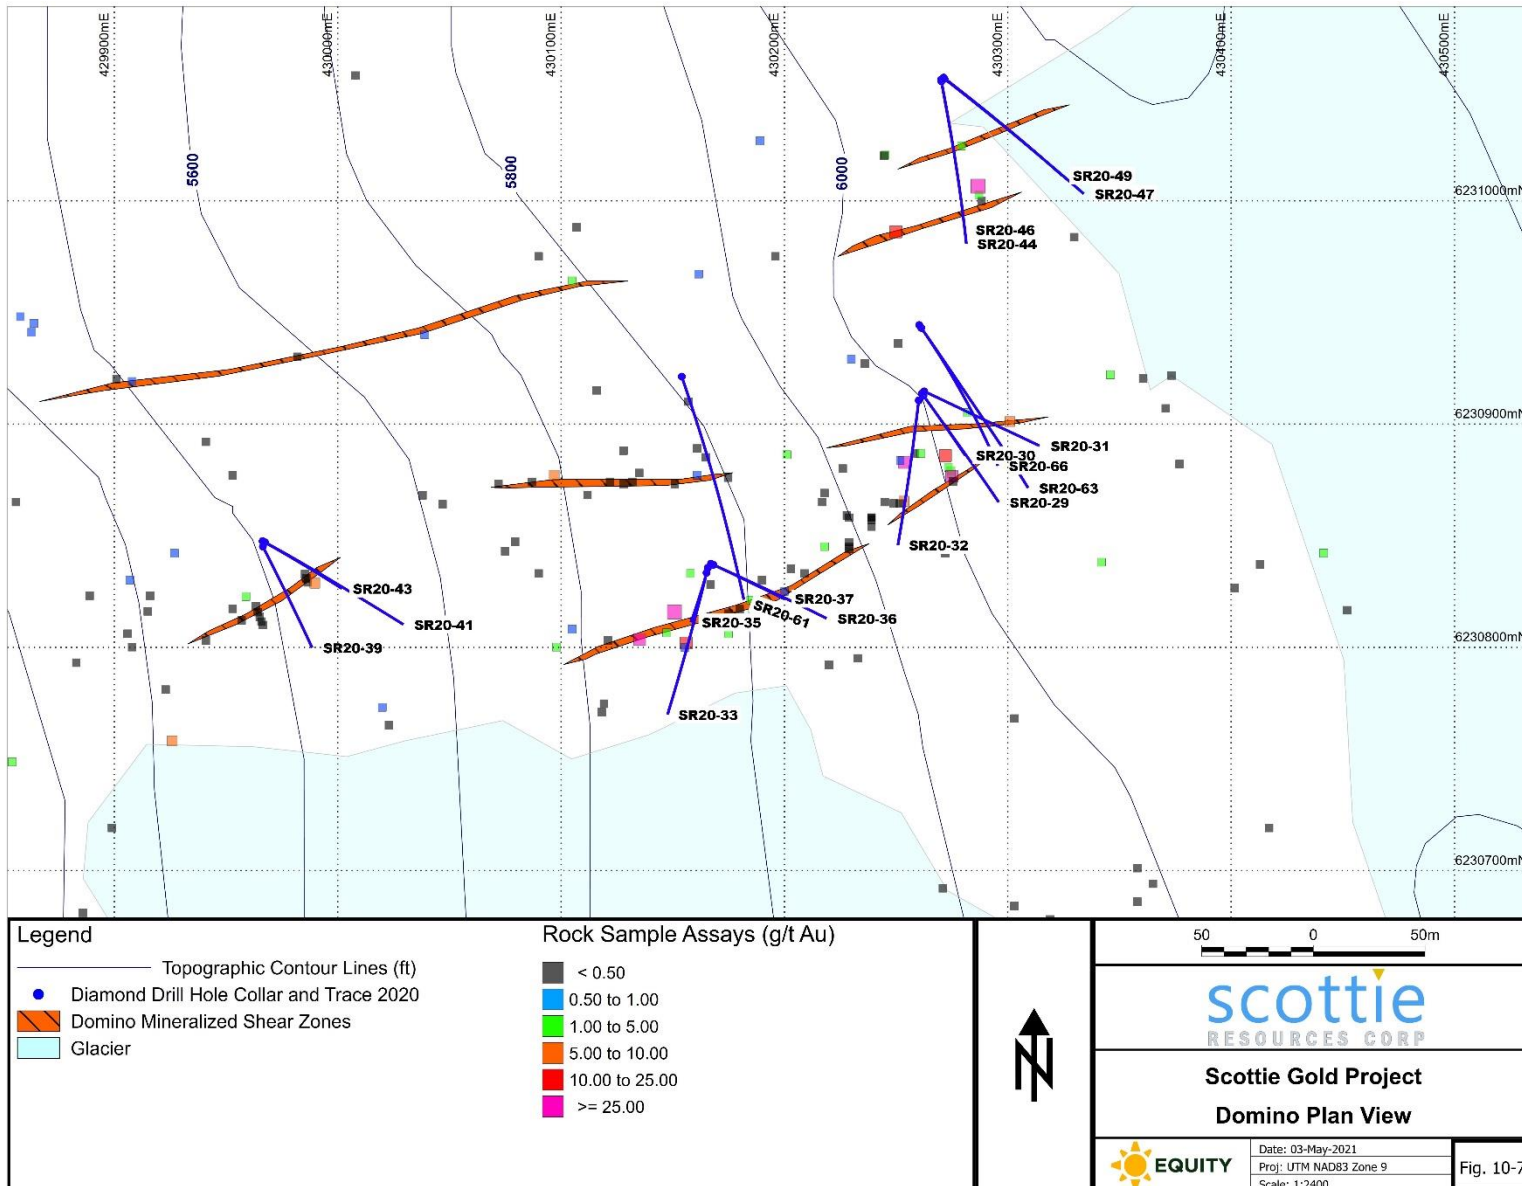 429900mE
430000mE
430100mE
430200mE
430300mE
430400mE
430500mE
5600
5800
6000
SR20-49
SR20-47
6231000mN
SR20-46
SR20-44
6230900mN
SR20-31
SR20-30
SR20-66
SR20-63
SR20-29
SR20-32
SR20-43
SR20-37
SR20-61
SR20-36
SR20-35
SR20-41
SR20-39
6230800mN
SR20-33
6230700mN
Legend
Topographic Contour Lines (ft)
Diamond Drill Hole Collar and Trace 2020
Domino Mineralized Shear Zones
Glacier
Rock Sample Assays (g/t Au)
< 0.50
0.50 to 1.00
1.00 to 5.00
5.00 to 10.00
10.00 to 25.00
>= 25.00
N
50 0 50m
scottie
RESOURCES CORP
Scottie Gold Project
Domino Plan View
EQUITY
Date: 03-May-2021
Proj: UTM NAD83 Zone 9
Scale: 1:2400
Fig. 10-7